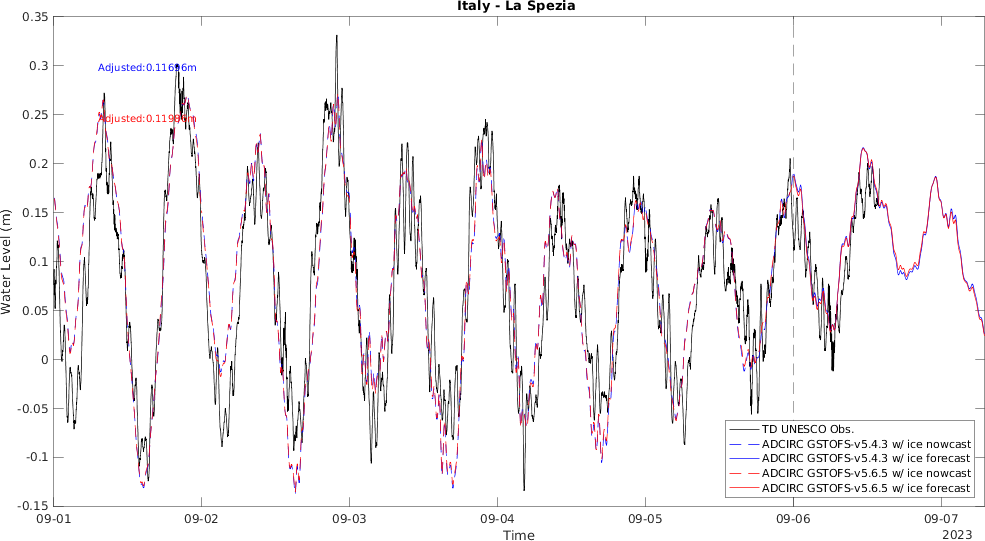 Italy - La Spezia
0.35
0.3
0.25
0.2
0.15
0.1
0.05
0
-0.05
-0.1
-0.15
Water Level (m)
Adjusted:0.11696m
Adjusted:0.11996m
TD UNESCO Obs.
ADCIRC GSTOFS-v5.4.3 w/ ice nowcast
ADCIRC GSTOFS-v5.4.3 w/ ice forecast
ADCIRC GSTOFS-v5.6.5 w/ ice nowcast
ADCIRC GSTOFS-v5.6.5 w/ ice forecast
09-01 09-02 09-03 09-04 09-05 09-06 09-07
Time
2023